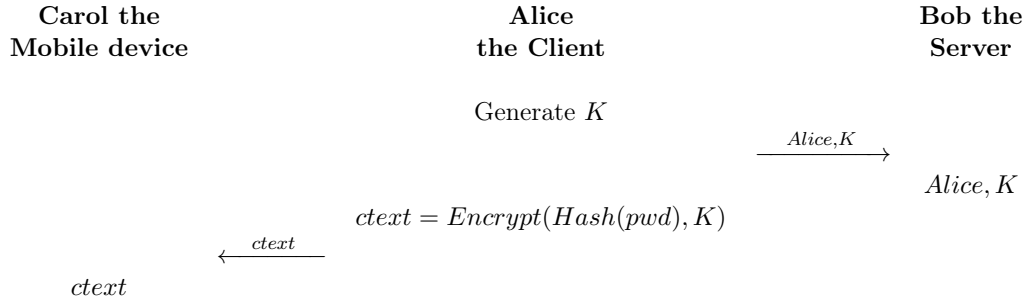 Carol the
Mobile device
Alice
the Client
Bob the
Server
Generate K
Alice,K
Alice, K
ctext = Encrypt(Hash(pwd), K)
ctext
ctext